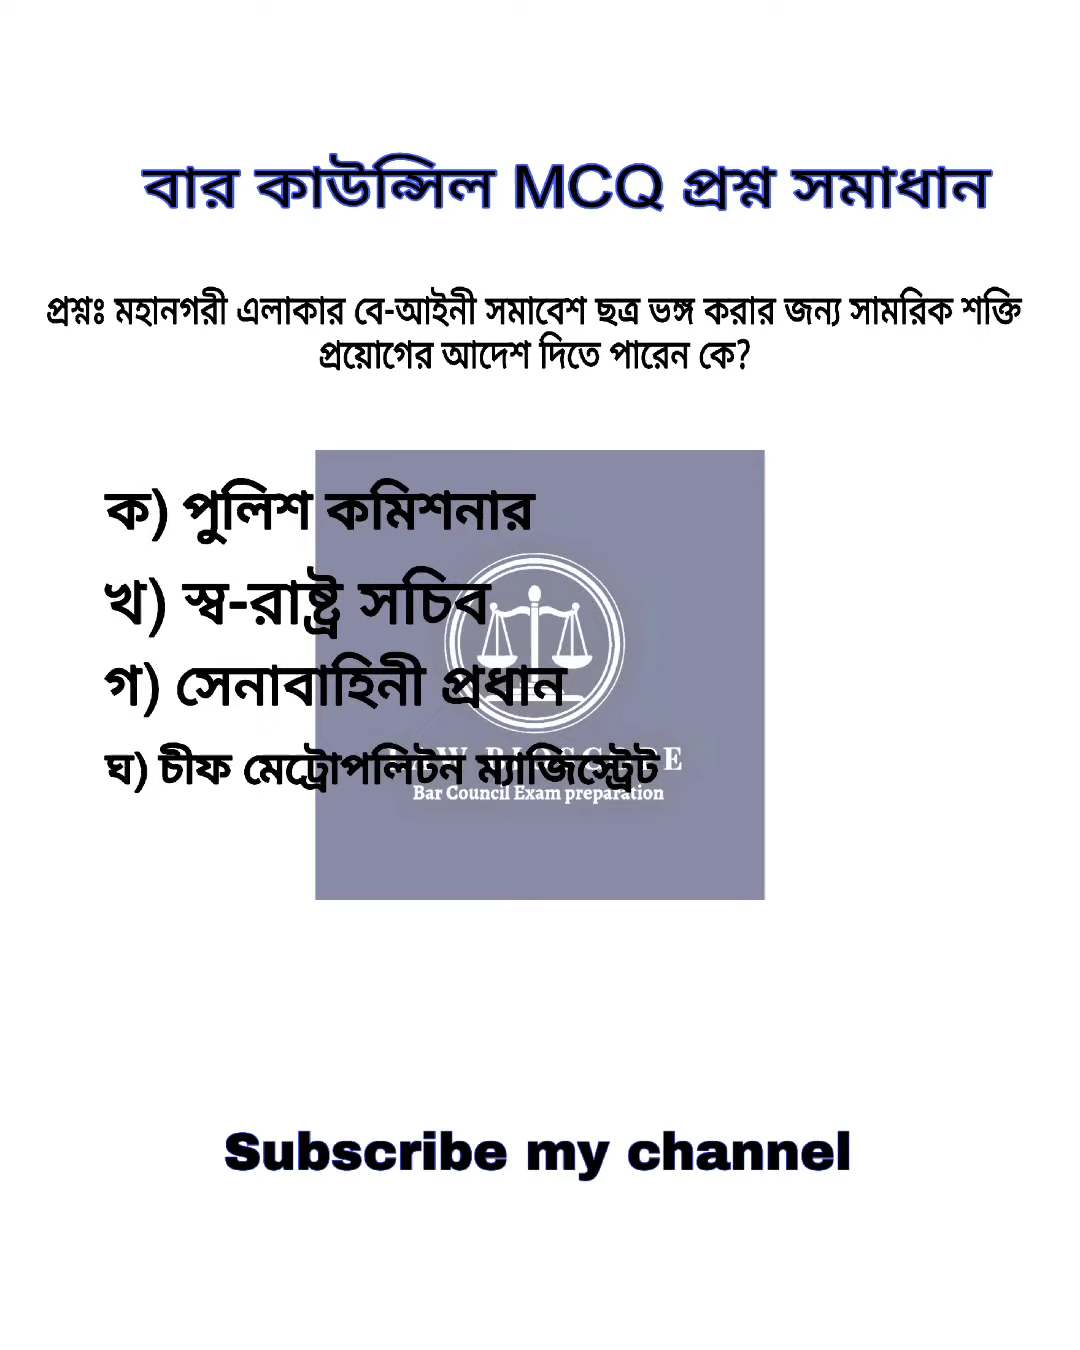 বার কাউন্সিল MCQ প্রশ্ন সমাধান
প্রশ্নঃ মহানগরী এলাকার বে-আইনী সমাবেশ ছত্র ভঙ্গ করার জন্য সামরিক শক্তি
প্রয়োগের আদেশ দিতে পারেন কে?
ক) পুলিশ কমিশনার
খ) স্ব-রাষ্ট্র সচিব
গ) সেনাবাহিনী প্রধান
ঘ) চীফ মেট্রোপলিটন ম্যাজিস্ট্রেট
Bar Council Exam preparation
Subscribe my channel